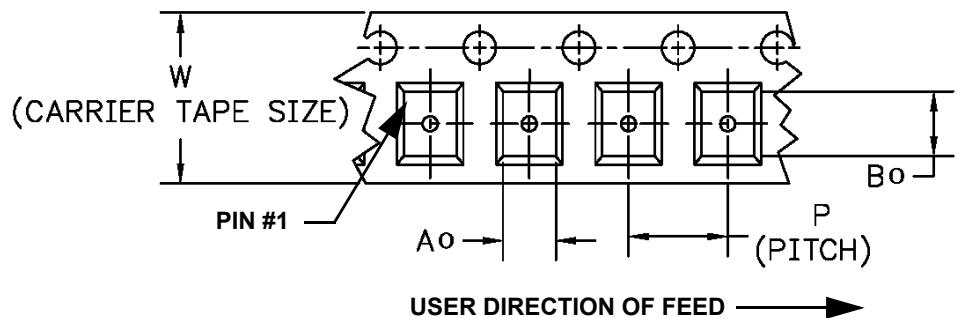 W
(CARRIER TAPE SIZE)
Bo
PIN #1
Ao
P
(PITCH)
USER DIRECTION OF FEED